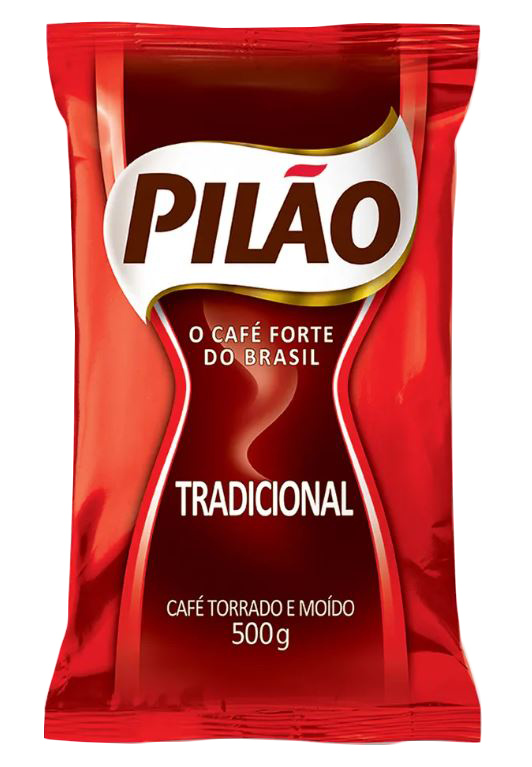 PILÃO
O CAFÉ FORTE
DO BRASIL
TRADICIONAL
CAFÉ TORRADO E MOÍDO
500g